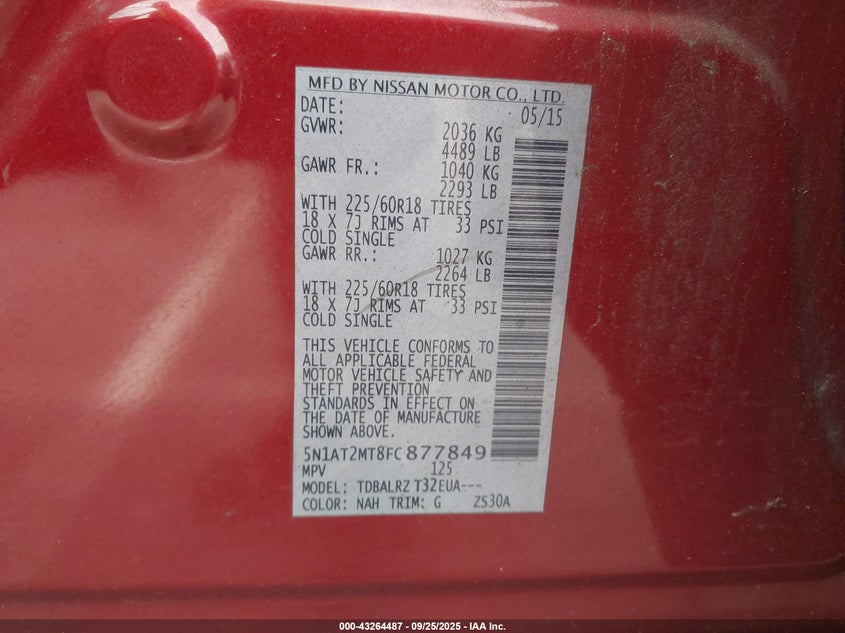 MFD BY NISSAN MOTOR CO., LTD.
DATE: 05/15
GVWR: 2036 KG
4489 LB
GAWR FR.: 1040 KG
2293 LB
WITH 225/60R18 TIRES
18 X 7J RIMS AT 33 PSI
COLD SINGLE
GAWR RR.: 1027 KG
2264 LB
WITH 225/60R18 TIRES
18 X 7J RIMS AT 33 PSI
COLD SINGLE
THIS VEHICLE CONFORMS TO
ALL APPLICABLE FEDERAL
MOTOR VEHICLE SAFETY AND
THEFT PREVENTION
STANDARDS IN EFFECT ON
THE DATE OF MANUFACTURE
SHOWN ABOVE.
5N1AT2MT8FC877849
MPV 125
MODEL: TDBALRZ T32EUA---
COLOR: NAH TRIM: G ZS30A
000-43264487 - 09/25/2025 - IAA Inc.